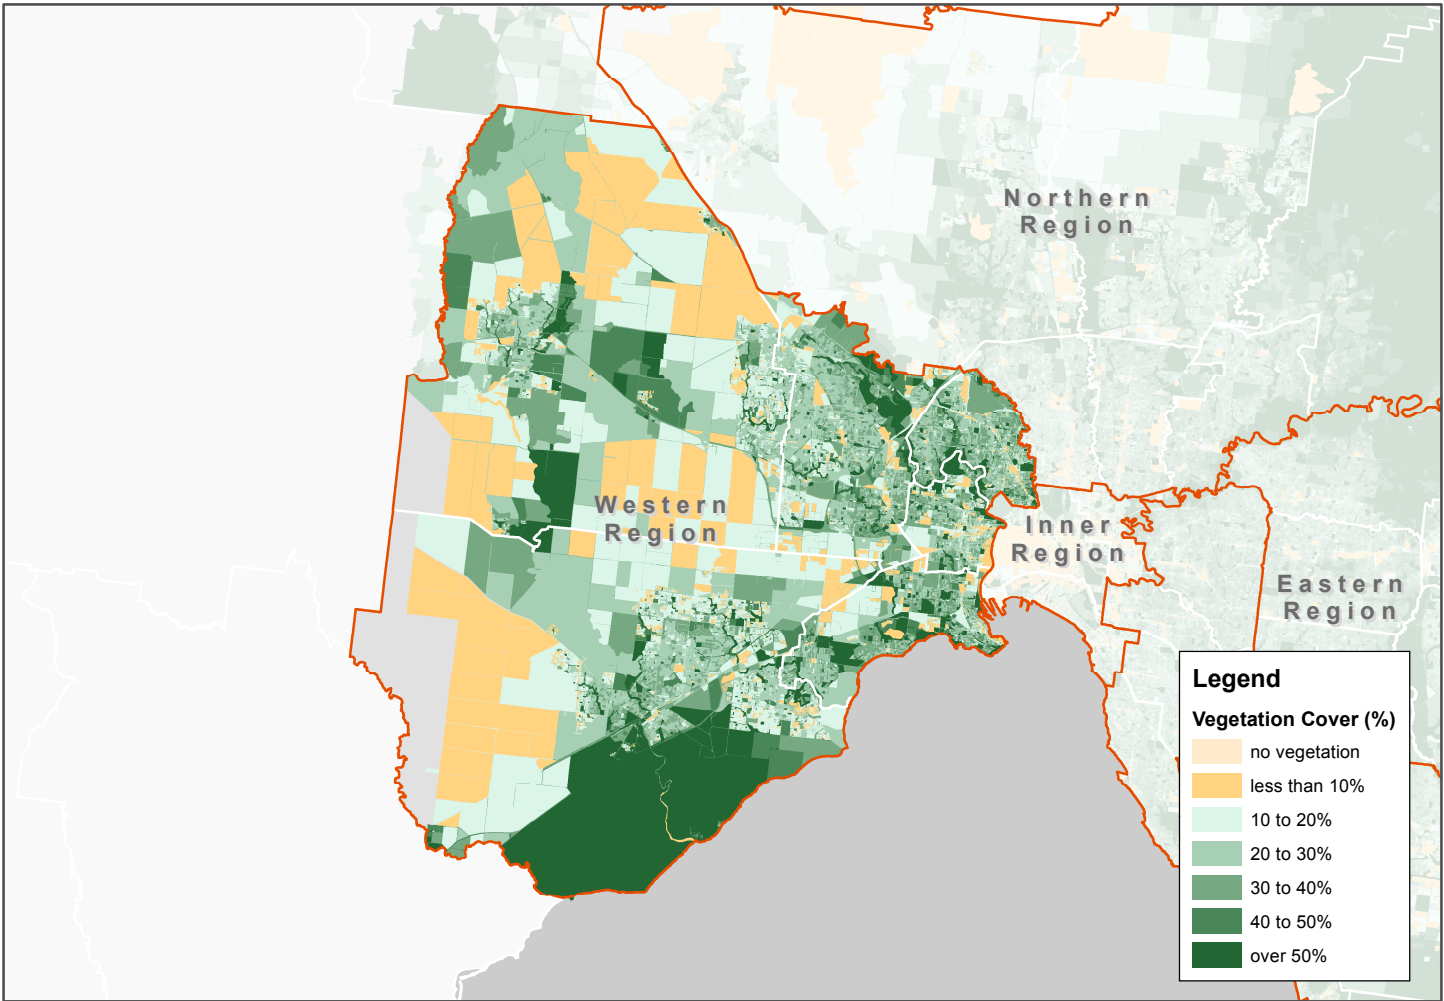 Northern
Region
Western
Region
Inner
Region
Eastern
Region
Legend
Vegetation Cover (%)
no vegetation
less than 10%
10 to 20%
20 to 30%
30 to 40%
40 to 50%
over 50%